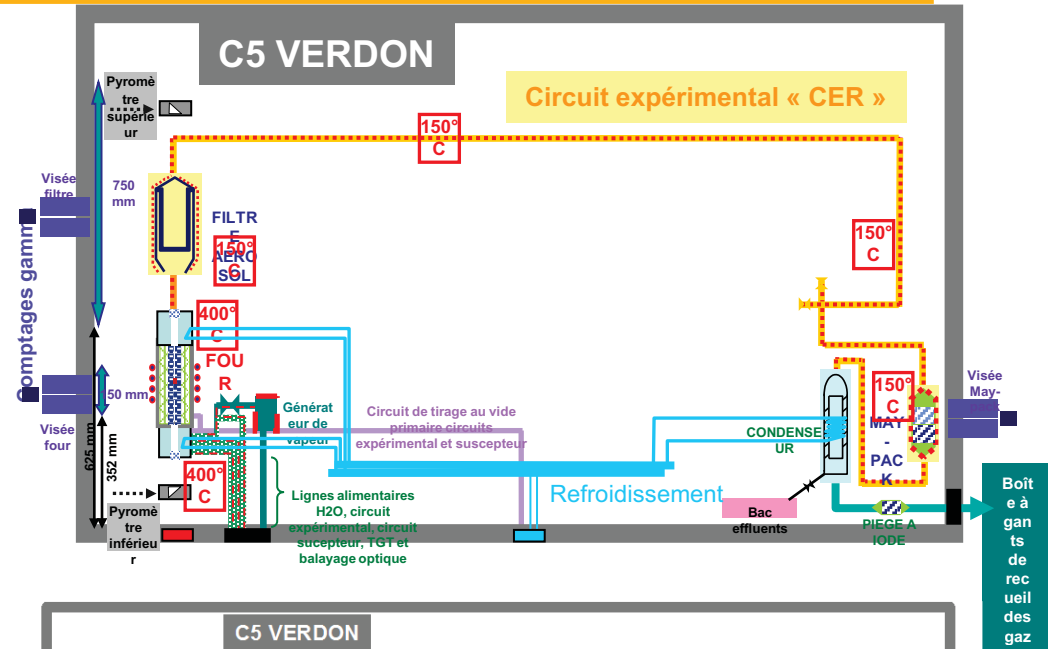 C5 VERDON
Circuit expérimental « CER »
Pyromè
tre
supérie
ur
150°
C
Visée
filtre
750
mm
FILTR
E
AERO
SOL
150°
C
150°
C
Comptages gamm
400°
C
FOU
R
50 mm
Visée
four
625 mm
352 mm
Générat
eur de
vapeur
Circuit de tirage au vide
primaire circuits
expérimental et suscepteur
400°
C
Pyromè
tre
inférieu
r
Lignes alimentaires
H2O, circuit
expérimental, circuit
sucepteur, TGT et
balayage optique
Refroidissement
CONDENSE
UR
150°
C
MAY
-
PAC
K
Visée
May-
Bac
effluents
PIEGE A
IODE
Boît
e à
gan
ts
de
rec
ueil
des
gaz
C5 VERDON